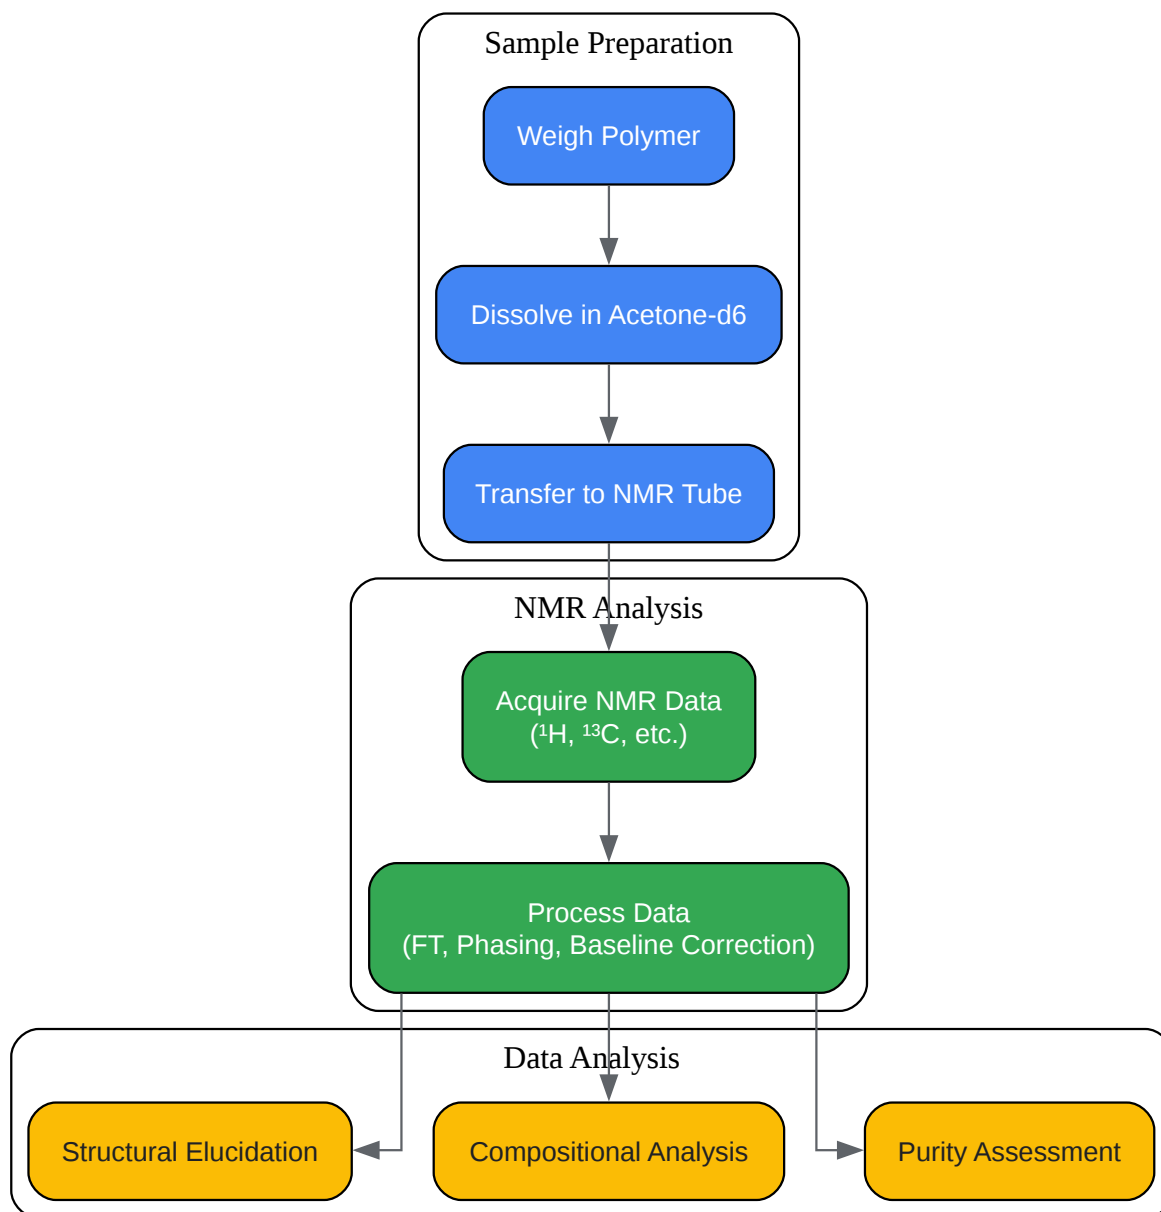 Sample Preparation
Weigh Polymer
Dissolve in Acetone-d6
Transfer to NMR Tube
NMR Analysis
Acquire NMR Data
(¹H, ¹³C, etc.)
Process Data
(FT, Phasing, Baseline Correction)
Data Analysis
Structural Elucidation
Compositional Analysis
Purity Assessment